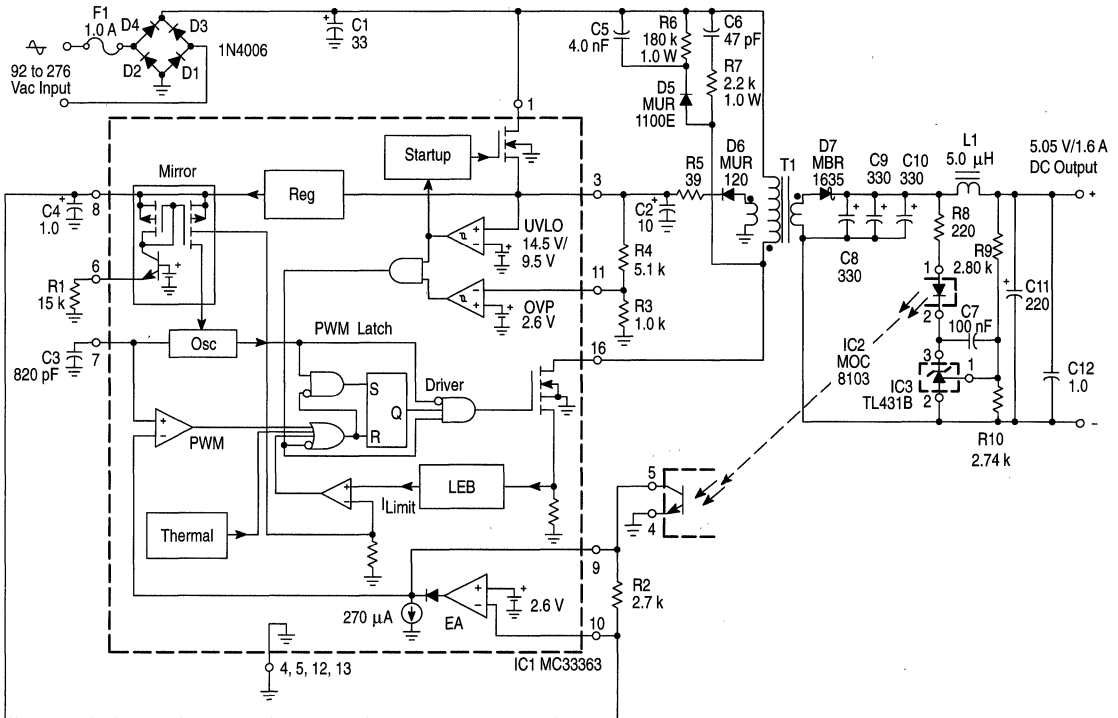 F1
1.0 A
D4
D3
D2
D1
1N4006
92 to 276
Vac Input
C1
33
C5
4.0 nF
R6
180 k
1.0 W
C6
47 pF
R7
2.2 k
1.0 W
D5
MUR
1100E
1
Startup
Mirror
Reg
8
C4
1.0
3
C2
10
R5
39
D6
MUR
120
T1
D7
MBR
1635
C9
330
C10
330
C8
330
L1
5.0 µH
5.05 V/1.6 A
DC Output
+
UVLO
14.5 V/
9.5 V
6
R1
15 k
11
R4
5.1 k
R3
1.0 k
OVP
2.6 V
R8
220
R9
2.80 k
1
2
C7
100 nF
C11
220
C12
1.0
IC2
MOC
8103
3
1
IC3
TL431B
2
R10
2.74 k
−
Osc
7
C3
820 pF
PWM Latch
16
S
Q
R
Driver
PWM
ILimit
LEB
Thermal
5
4
9
R2
2.7 k
10
270 µA
EA
2.6 V
4, 5, 12, 13
IC1 MC33363